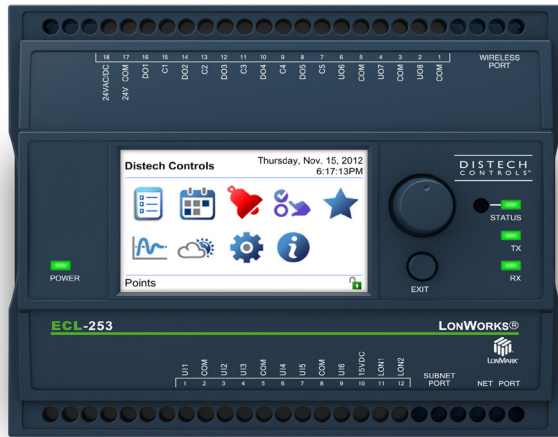 18 17 16 15 14 13 12 11 10 9 8 7 6 5 4 3 2 1
24VAC/DC 24V COM DO1 C1 DO2 C2 DO3 C3 DO4 C4 DO5 C5 UO6 COM UO7 COM UO8 COM
WIRELESS
PORT
Distech Controls
Thursday, Nov. 15, 2012
6:17:13PM
Points
DISTECH
CONTROLS™
STATUS
TX
RX
POWER
EXIT
ECL-253
LONWORKS®
LONMARK
UI1 COM UI2 UI3 COM UI4 UI5 COM UI6 15VDC LON1 LON2
1 2 3 4 5 6 7 8 9 10 11 12
SUBNET
PORT
NET PORT